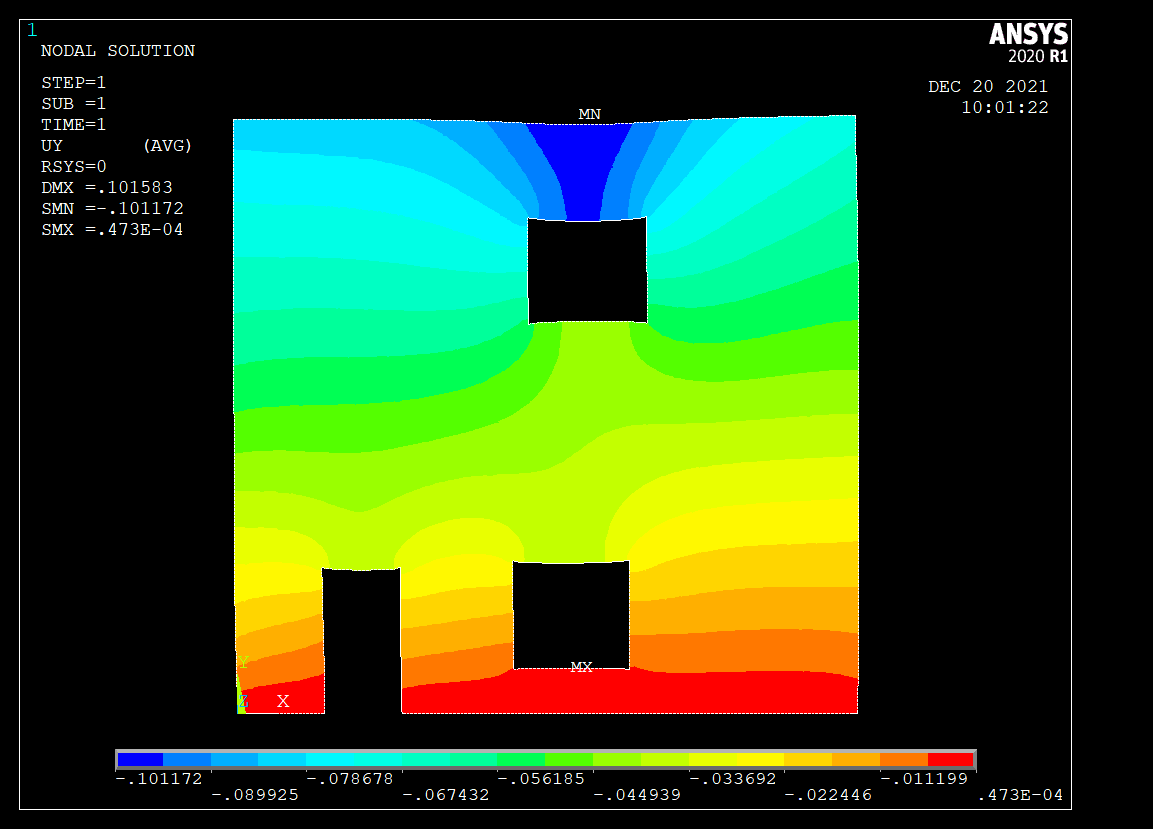 1
NODAL SOLUTION
STEP=1
SUB =1
TIME=1
UY (AVG)
RSYS=0
DMX =.101583
SMN =-.101172
SMX =.473E-04
ANSYS
2020 R1
DEC 20 2021
10:01:22
MN
MX
Y
Z X
-.101172 -.078678 -.056185 -.033692 -.011199
-.089925 -.067432 -.044939 -.022446 .473E-04